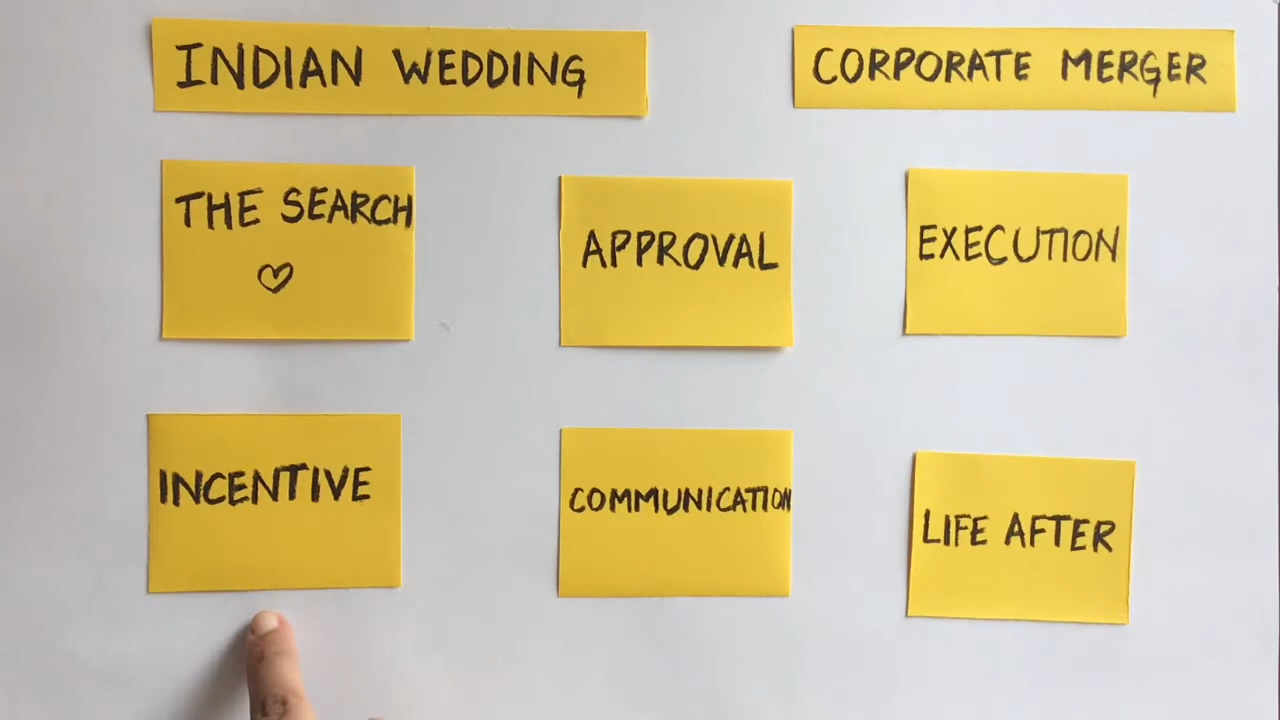 INDIAN WEDDING
CORPORATE MERGER
THE SEARCH
APPROVAL
EXECUTION
INCENTIVE
COMMUNICATION
LIFE AFTER